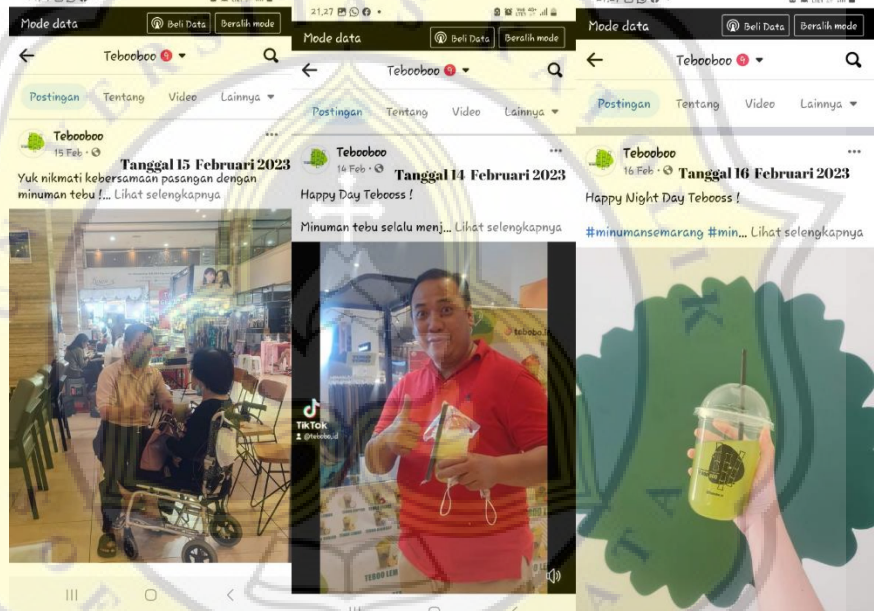 Mode data
Beli Data
Beralih mode
Tebooboo 9
Postingan Tentang Video Lainnya
Tebooboo
15 Feb
Tanggal 15 Februari 2023
Yuk nikmati kebersamaan pasangan dengan
minuman tebu !... Lihat selengkapnya
21.27
Mode data
Beli Data
Beralih mode
Tebooboo 9
Postingan Tentang Video Lainnya
Tebooboo
14 Feb
Tanggal 14 Februari 2023
Happy Day Tebooss !
Minuman tebu selalu menj... Lihat selengkapnya
TikTok
@tebobo.id
Mode data
Beli Data
Beralih mode
Tebooboo 9
Postingan Tentang Video Lainnya
Tebooboo
16 Feb
Tanggal 16 Februari 2023
Happy Night Day Tebooss !
#minumansemarang #min... Lihat selengkapnya